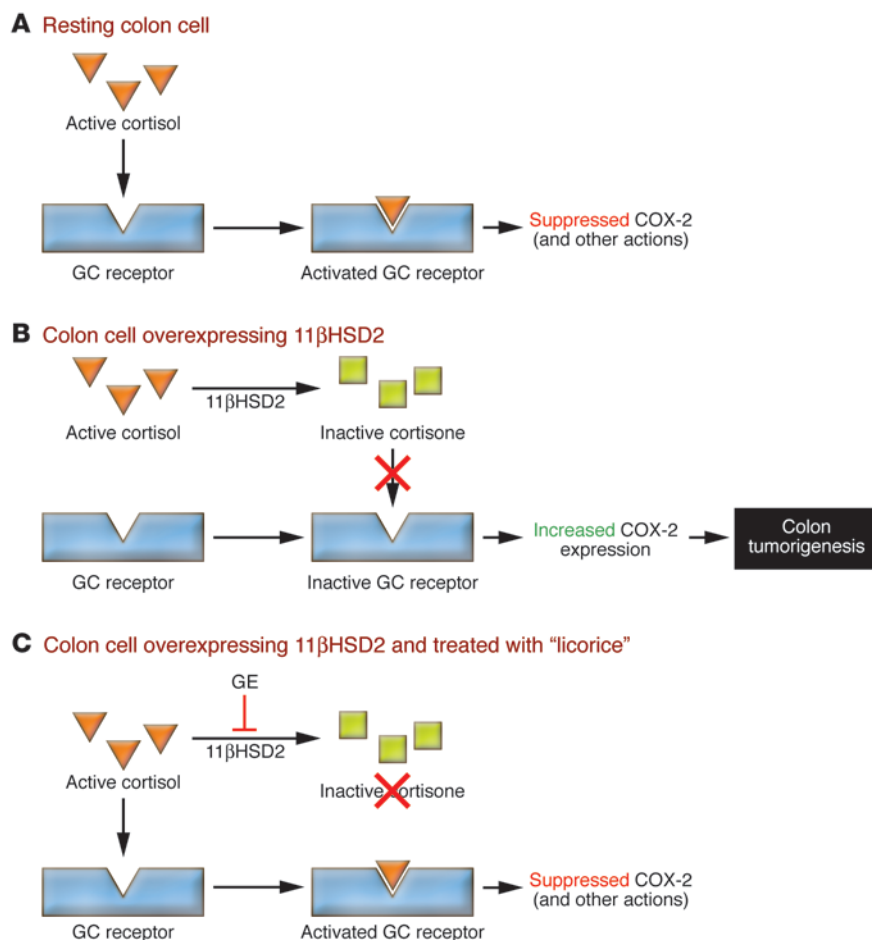 A Resting colon cell
Active cortisol
GC receptor
Activated GC receptor
Suppressed COX-2
(and other actions)
B Colon cell overexpressing 11βHSD2
11βHSD2
Active cortisol
Inactive cortisone
GC receptor
Inactive GC receptor
Increased COX-2
expression
Colon
tumorigenesis
C Colon cell overexpressing 11βHSD2 and treated with “licorice”
GE
11βHSD2
Active cortisol
Inactive cortisone
GC receptor
Activated GC receptor
Suppressed COX-2
(and other actions)